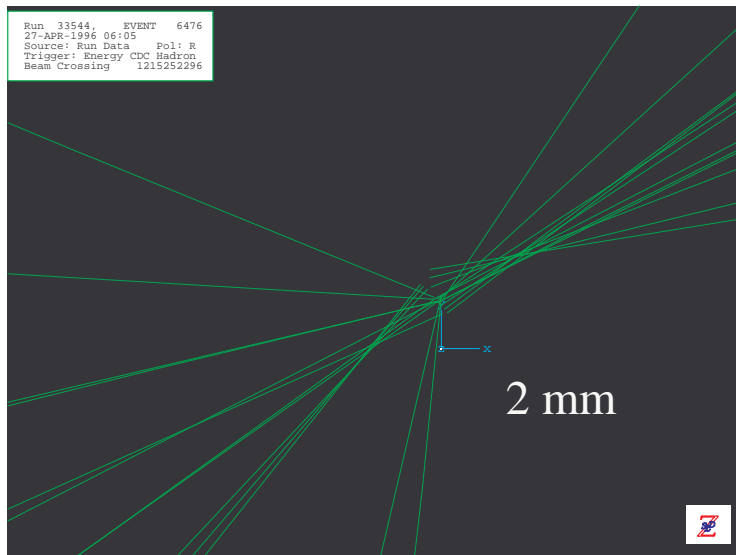 Run 33544, EVENT 6476
27-APR-1996 06:05
Source: Run Data Pol: R
Trigger: Energy CDC Hadron
Beam Crossing 1215252296
x
2 mm